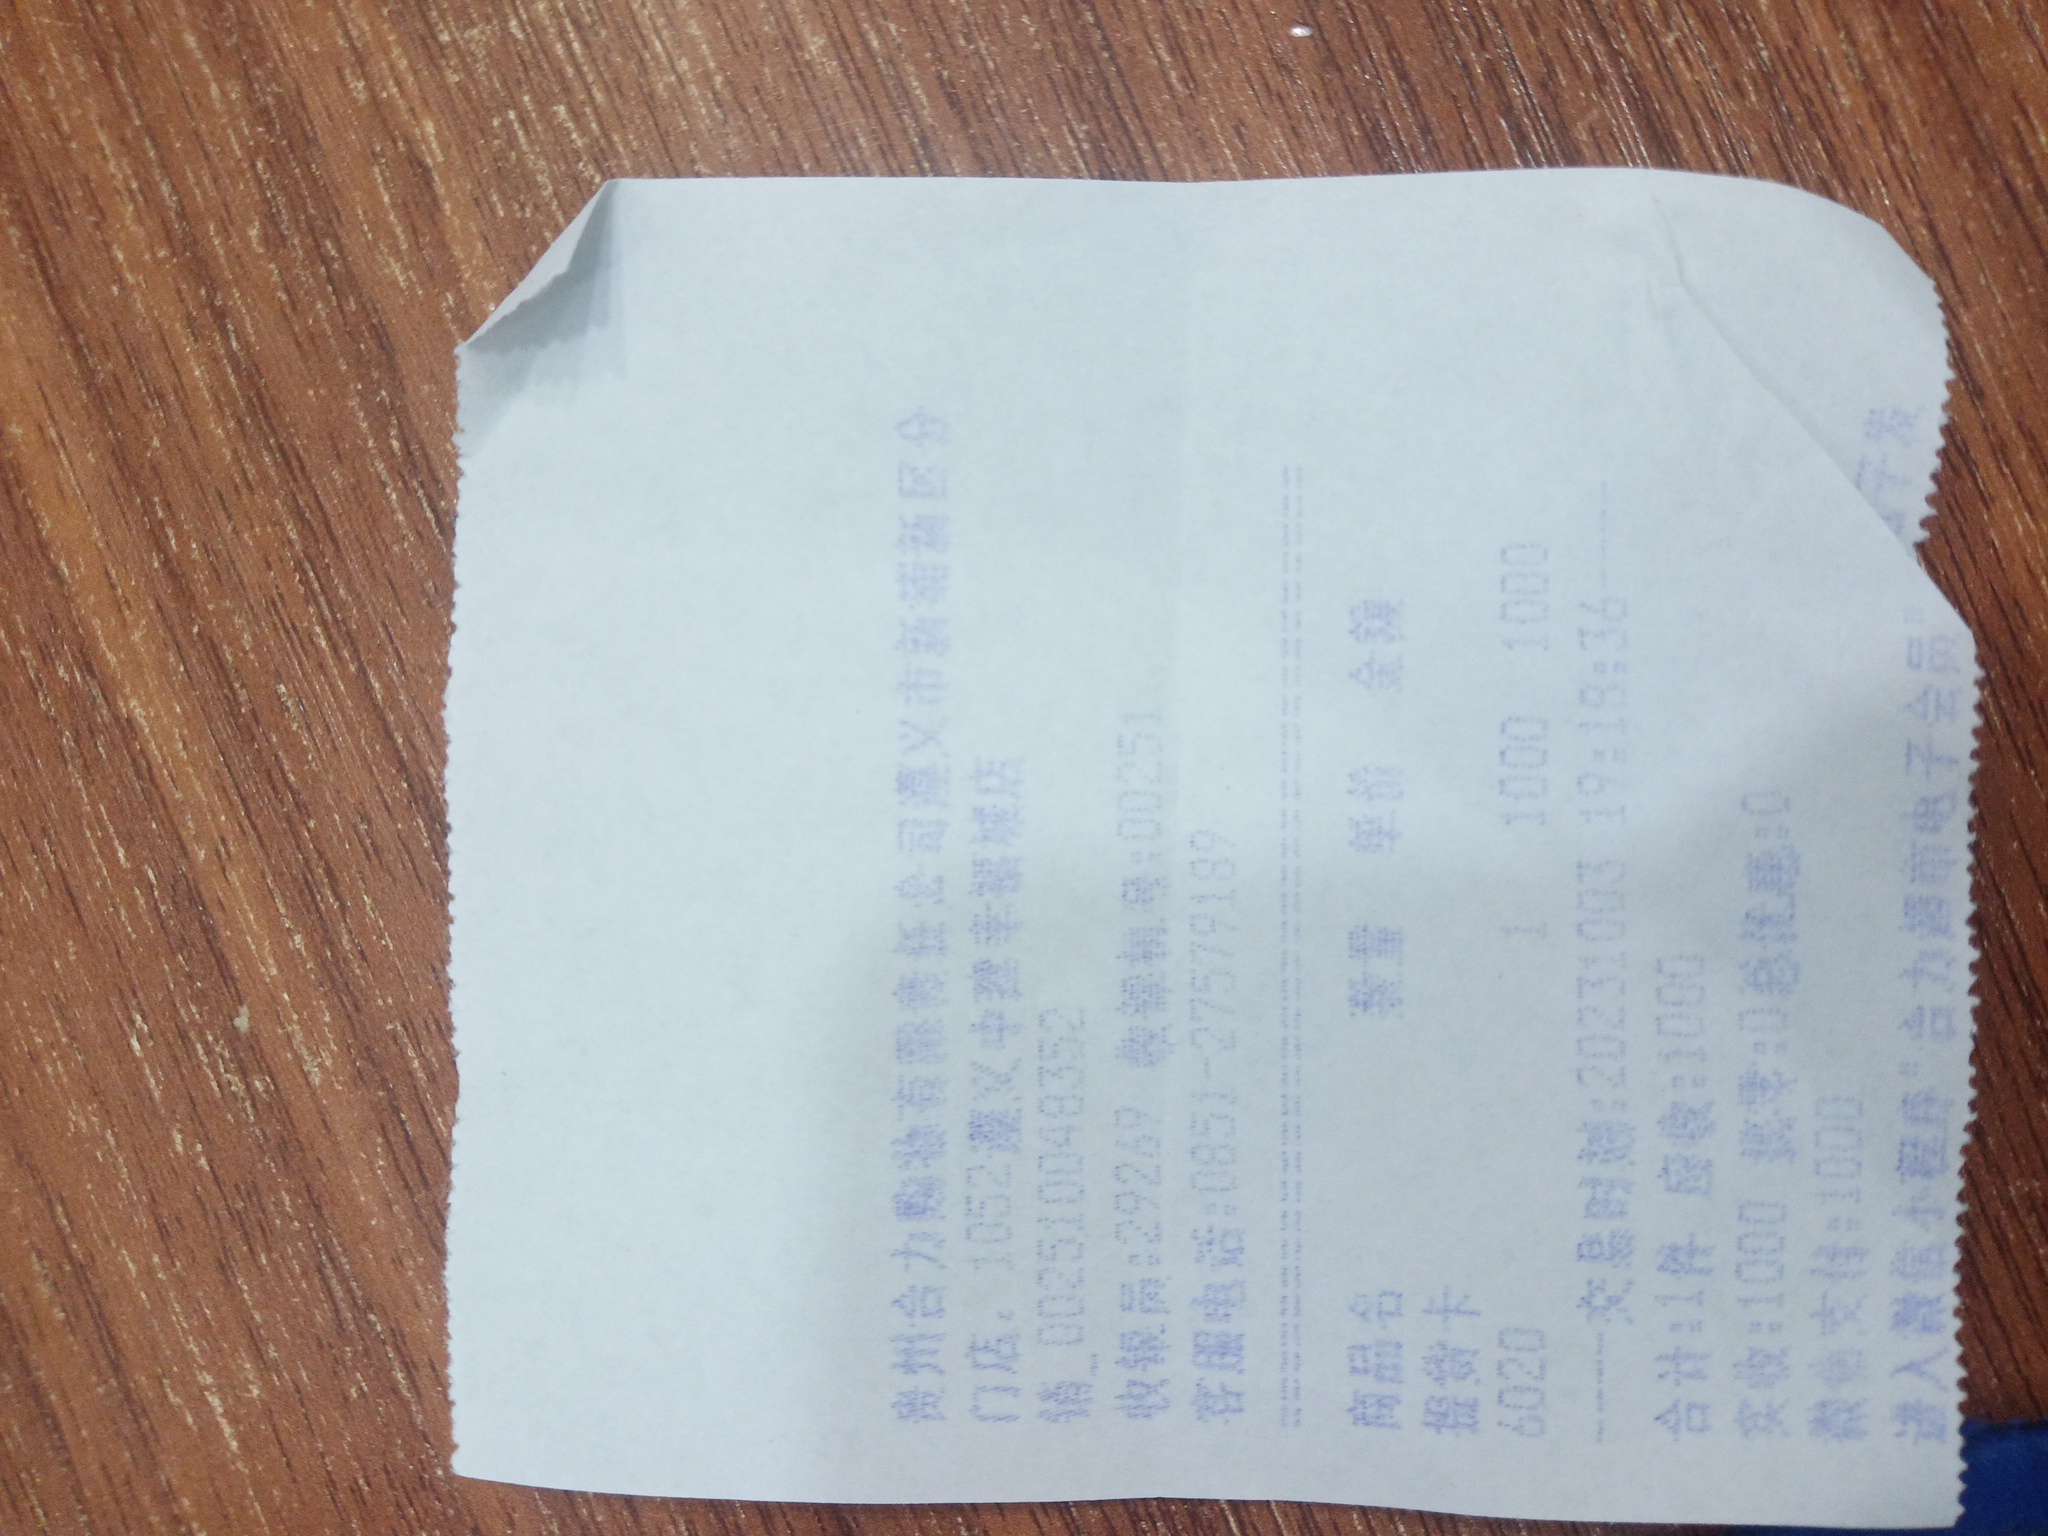 贵州合力购物有限责任公司遵义市新蒲新区分
门店: 1052遵义中建幸福城店
销_002510048352
收银员:29269 收银机号:00251
客服电话:0851-27579189
==============================
商品名 数量 单价 金额
提货卡
6020 1 1000 1000
-----交易时薄:20231003 19:18:36-----
合计:1件 应收:1000
实收:1000 找零:0总优惠:0
微信支付:1000
进入微信小程序"合力超市电子会员"
子发